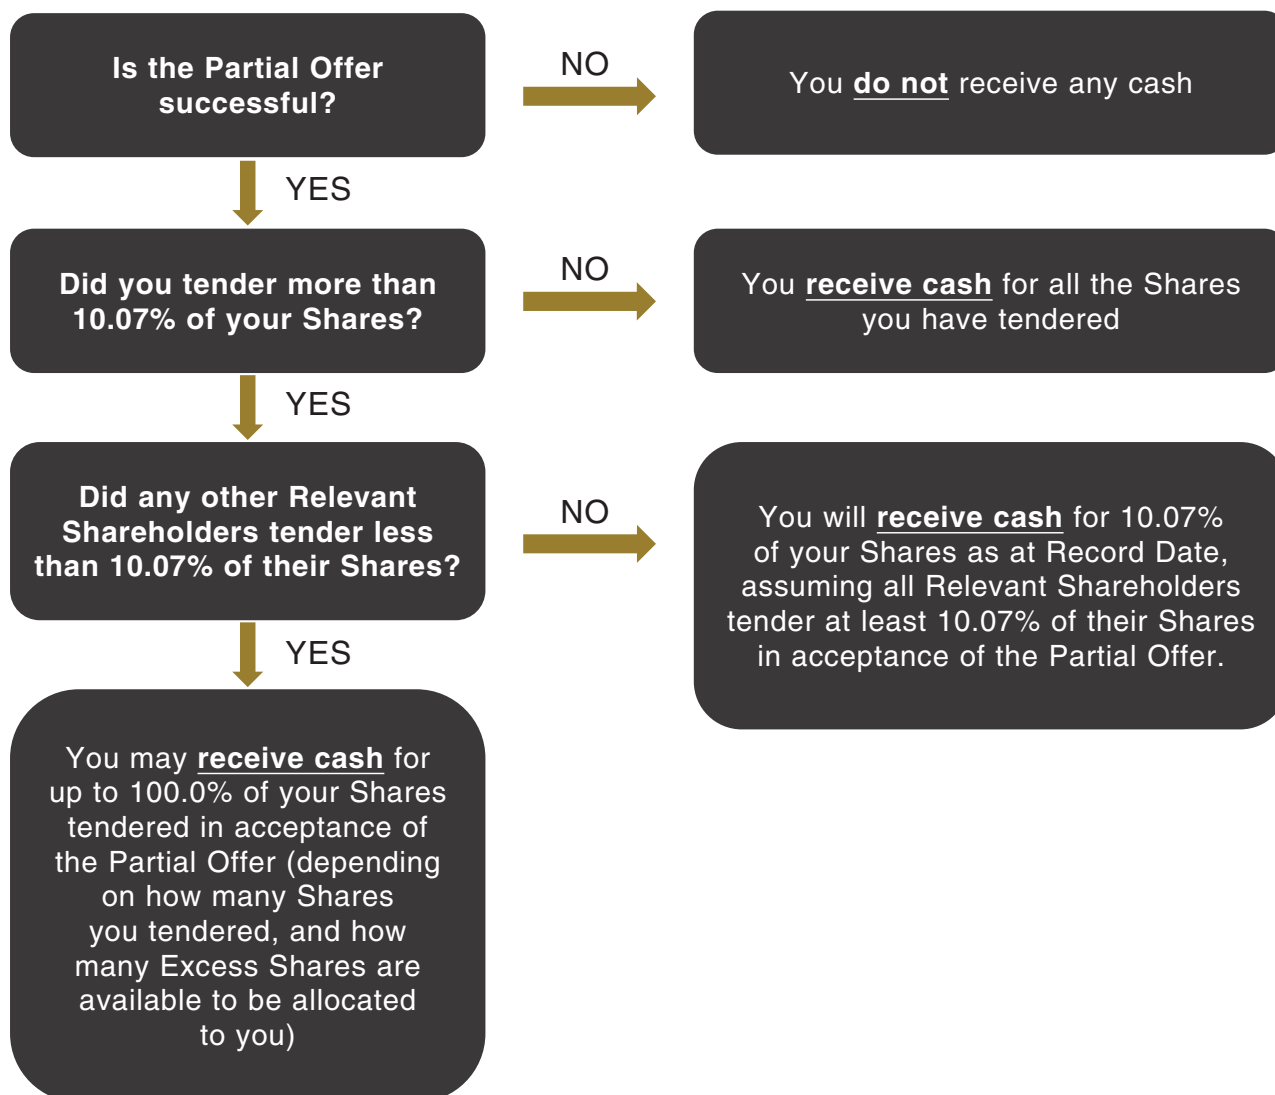 Is the Partial Offer
successful?
NO
You do not receive any cash
YES
Did you tender more than
10.07% of your Shares?
NO
You receive cash for all the Shares
you have tendered
YES
Did any other Relevant
Shareholders tender less
than 10.07% of their Shares?
NO
You will receive cash for 10.07%
of your Shares as at Record Date,
assuming all Relevant Shareholders
tender at least 10.07% of their Shares
in acceptance of the Partial Offer.
YES
You may receive cash for
up to 100.0% of your Shares
tendered in acceptance of
the Partial Offer (depending
on how many Shares
you tendered, and how
many Excess Shares are
available to be allocated
to you)